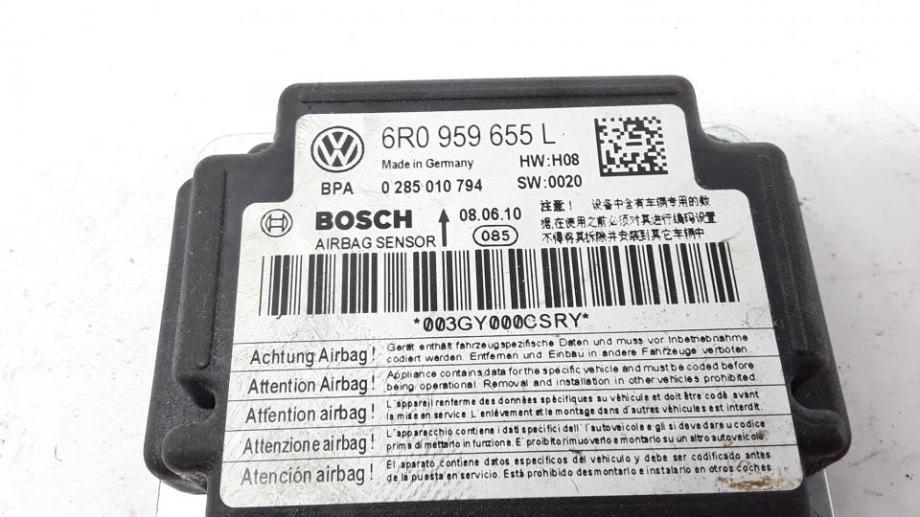 6R0 959 655 L
Made in Germany HW:H08
BPA 0 285 010 794 SW:0020
BOSCH 08.06.10
AIRBAG SENSOR 085
注意! 设备中含有车辆专用的数
据,在使用之前必须对其进行编码设置
不得将其拆除并安装到其它车辆中
*003GY000CSRY*
Achtung Airbag! Gerät enthält fahrzeugspezifische Daten und muss vor Inbetriebnahme
codiert werden. Entfernen und Einbau in andere Fahrzeuge verboten.
Attention Airbag! Appliance contains data for the specific vehicle and must be coded before
being operational. Removal and installation in other vehicles prohibited.
Attention airbag! L'appareil renferme des données spécifiques au véhicule et doit être codé avant
la mise en service. L'enlèvement et le montage dans d'autres véhicules est interdit.
Attenzione airbag! L'apparecchio contiene i dati specifici dell'l'autoveicolo e gli si deve dare u codice
prima di metterlo in funzione. E' proibito rimuoverlo e montarlo su un altro autoveicolo.
Atención airbag! El aparato contiene datos específicos del vehículo y debe ser codificado antes
de la puesta en servicio. Está prohibido desmontarlo e instalarlo en otros coches.